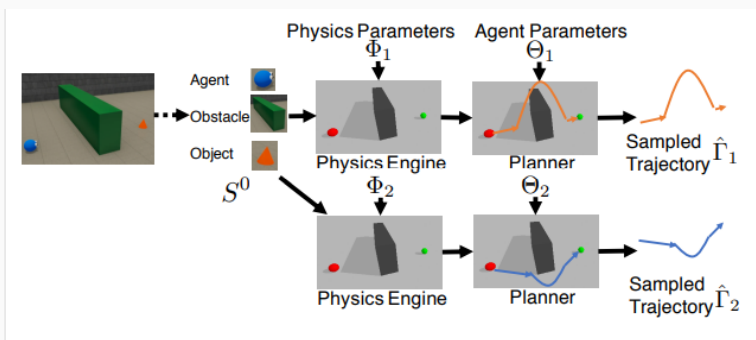 Physics Parameters
Φ₁
Agent Parameters
Θ₁
Agent
Obstacle
Object
S⁰
Physics Engine
Planner
Sampled
Trajectory Γ̂₁
Φ₂
Θ₂
Physics Engine
Planner
Sampled
Trajectory Γ̂₂